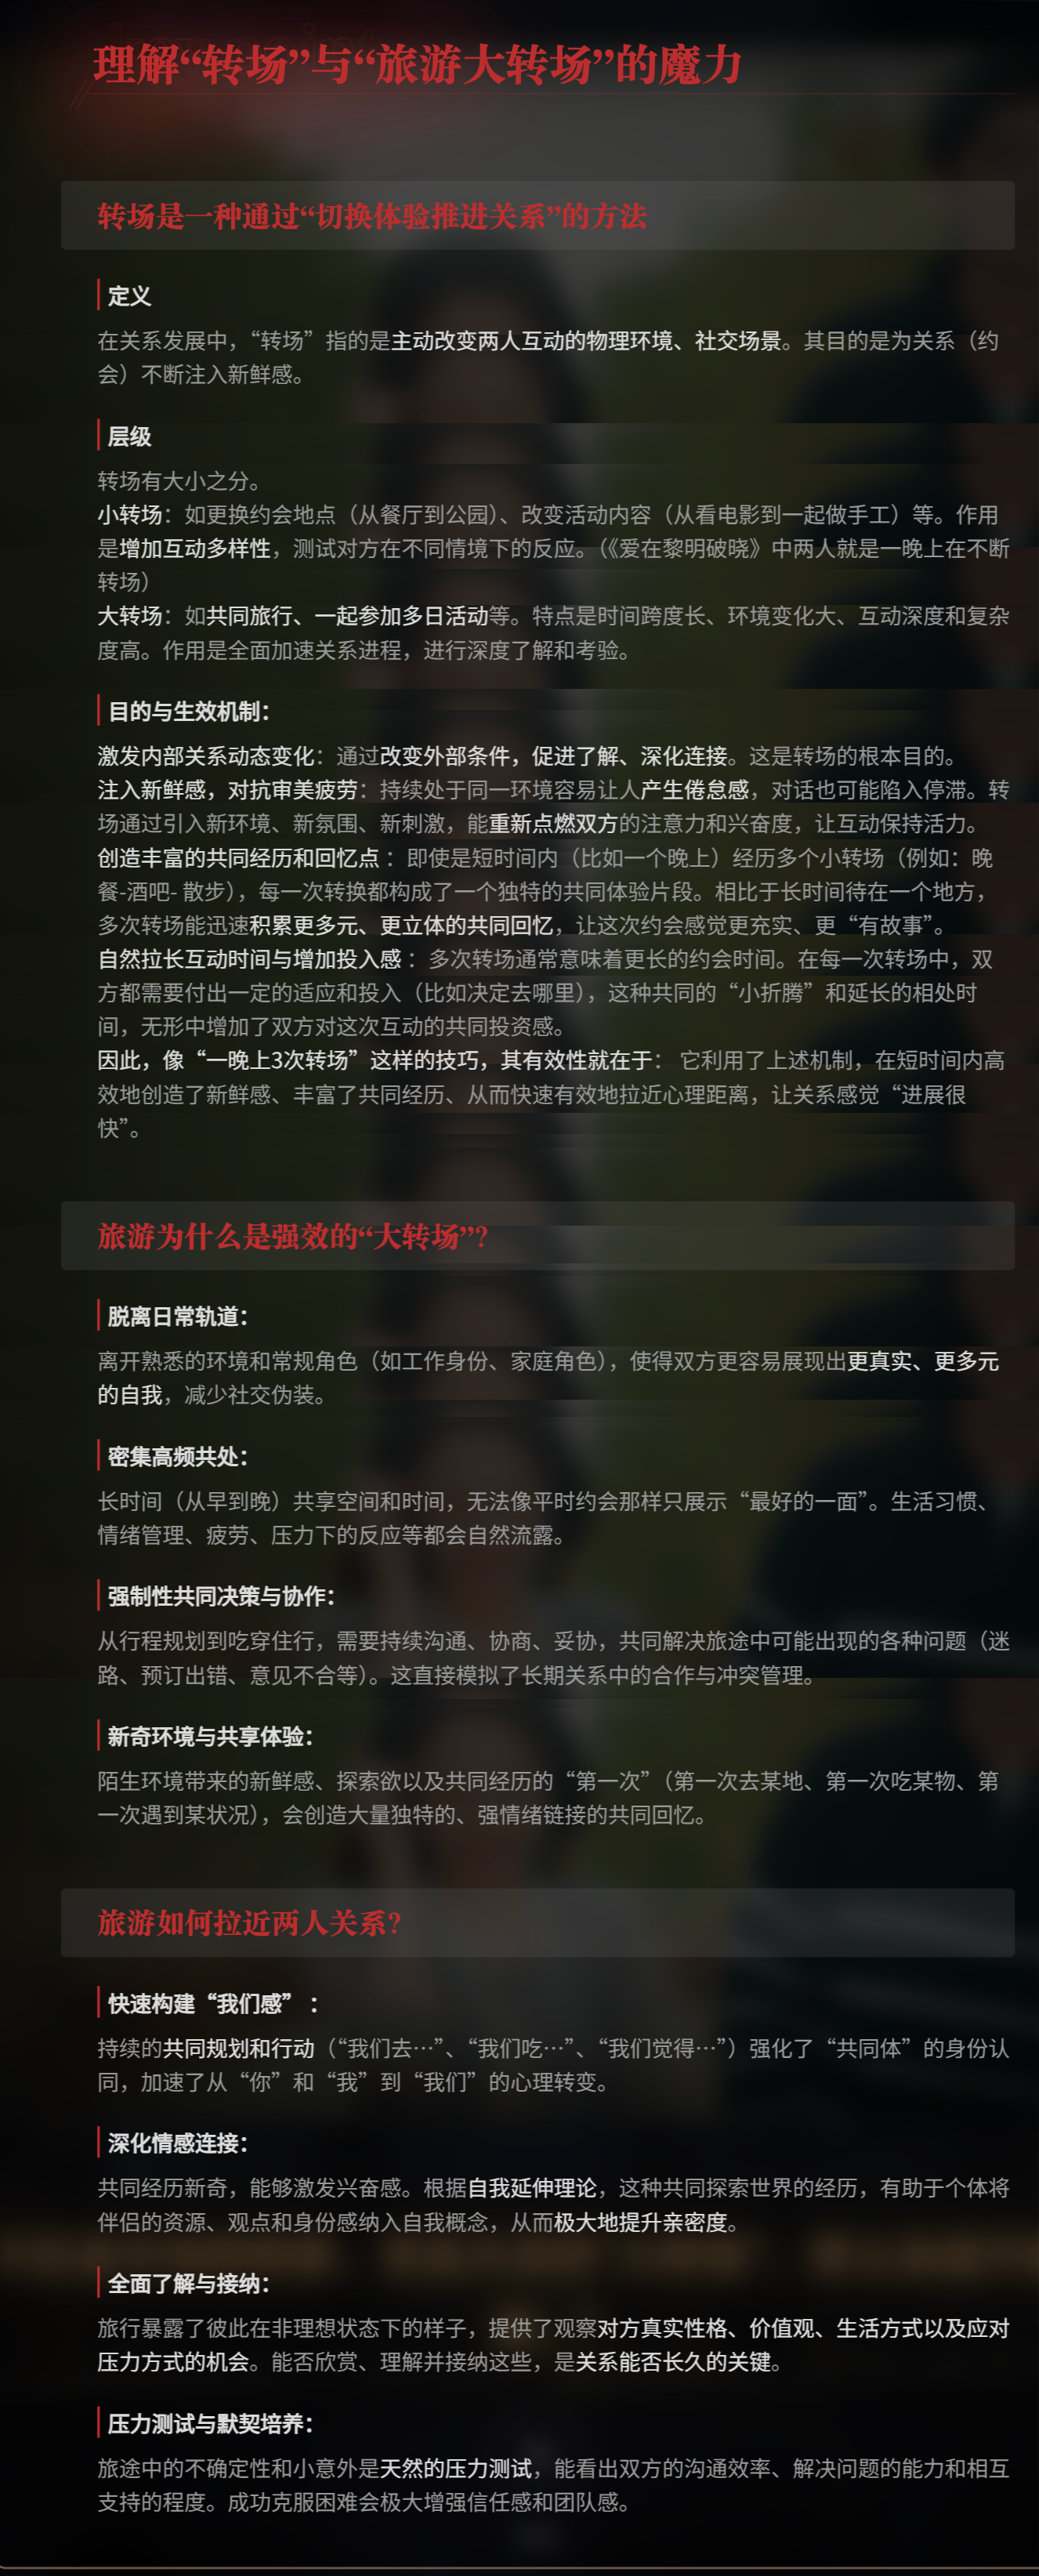 理解“转场”与“旅游大转场”的魔力
转场是一种通过“切换体验推进关系”的方法
定义
在关系发展中，“转场”指的是主动改变两人互动的物理环境、社交场景。其目的是为关系（约
会）不断注入新鲜感。
层级
转场有大小之分。
小转场：如更换约会地点（从餐厅到公园）、改变活动内容（从看电影到一起做手工）等。作用
是增加互动多样性，测试对方在不同情境下的反应。（《爱在黎明破晓》中两人就是一晚上在不断
转场）
大转场：如共同旅行、一起参加多日活动等。特点是时间跨度长、环境变化大、互动深度和复杂
度高。作用是全面加速关系进程，进行深度了解和考验。
目的与生效机制：
激发内部关系动态变化：通过改变外部条件，促进了解、深化连接。这是转场的根本目的。
注入新鲜感，对抗审美疲劳：持续处于同一环境容易让人产生倦怠感，对话也可能陷入停滞。转
场通过引入新环境、新氛围、新刺激，能重新点燃双方的注意力和兴奋度，让互动保持活力。
创造丰富的共同经历和回忆点 ：即使是短时间内（比如一个晚上）经历多个小转场（例如：晚
餐-酒吧- 散步），每一次转换都构成了一个独特的共同体验片段。相比于长时间待在一个地方，
多次转场能迅速积累更多元、更立体的共同回忆，让这次约会感觉更充实、更“有故事”。
自然拉长互动时间与增加投入感 ：多次转场通常意味着更长的约会时间。在每一次转场中，双
方都需要付出一定的适应和投入（比如决定去哪里），这种共同的“小折腾”和延长的相处时
间，无形中增加了双方对这次互动的共同投资感。
因此，像“一晚上3次转场”这样的技巧，其有效性就在于： 它利用了上述机制，在短时间内高
效地创造了新鲜感、丰富了共同经历、从而快速有效地拉近心理距离，让关系感觉“进展很
快”。
旅游为什么是强效的“大转场”?
脱离日常轨道：
离开熟悉的环境和常规角色（如工作身份、家庭角色），使得双方更容易展现出更真实、更多元
的自我，减少社交伪装。
密集高频共处：
长时间（从早到晚）共享空间和时间，无法像平时约会那样只展示“最好的一面”。生活习惯、
情绪管理、疲劳、压力下的反应等都会自然流露。
强制性共同决策与协作：
从行程规划到吃穿住行，需要持续沟通、协商、妥协，共同解决旅途中可能出现的各种问题（迷
路、预订出错、意见不合等）。这直接模拟了长期关系中的合作与冲突管理。
新奇环境与共享体验：
陌生环境带来的新鲜感、探索欲以及共同经历的“第一次”（第一次去某地、第一次吃某物、第
一次遇到某状况），会创造大量独特的、强情绪链接的共同回忆。
旅游如何拉近两人关系?
快速构建“我们感” ：
持续的共同规划和行动（“我们去…”、“我们吃…”、“我们觉得…”）强化了“共同体”的身份认
同，加速了从“你”和“我”到“我们”的心理转变。
深化情感连接：
共同经历新奇，能够激发兴奋感。根据自我延伸理论，这种共同探索世界的经历，有助于个体将
伴侣的资源、观点和身份感纳入自我概念，从而极大地提升亲密度。
全面了解与接纳：
旅行暴露了彼此在非理想状态下的样子，提供了观察对方真实性格、价值观、生活方式以及应对
压力方式的机会。能否欣赏、理解并接纳这些，是关系能否长久的关键。
压力测试与默契培养：
旅途中的不确定性和小意外是天然的压力测试，能看出双方的沟通效率、解决问题的能力和相互
支持的程度。成功克服困难会极大增强信任感和团队感。